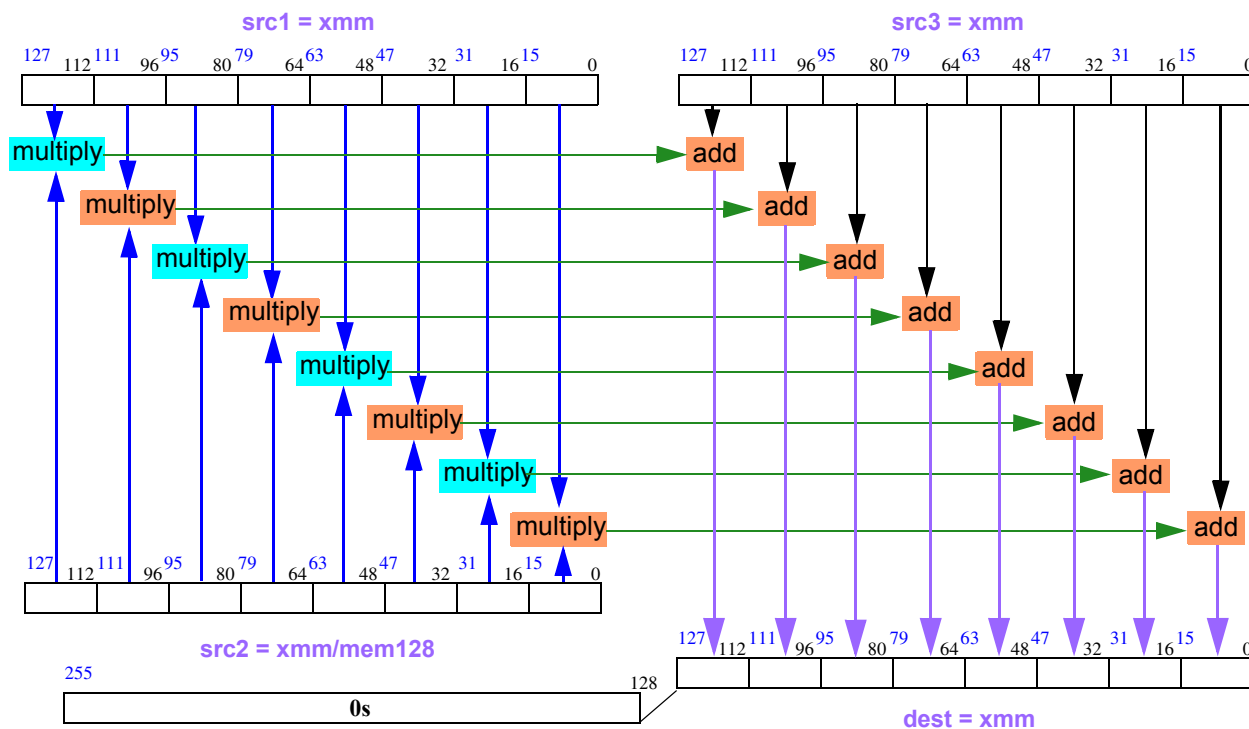 src1 = xmm
src3 = xmm
127 111 95 79 63 47 31 15
112 96 80 64 48 32 16 0
127 111 95 79 63 47 31 15
112 96 80 64 48 32 16 0
multiply
add
multiply
add
multiply
add
multiply
add
multiply
add
multiply
add
multiply
add
multiply
add
127 111 95 79 63 47 31 15
112 96 80 64 48 32 16 0
src2 = xmm/mem128
127 111 95 79 63 47 31 15
112 96 80 64 48 32 16 0
255
128
0s
dest = xmm